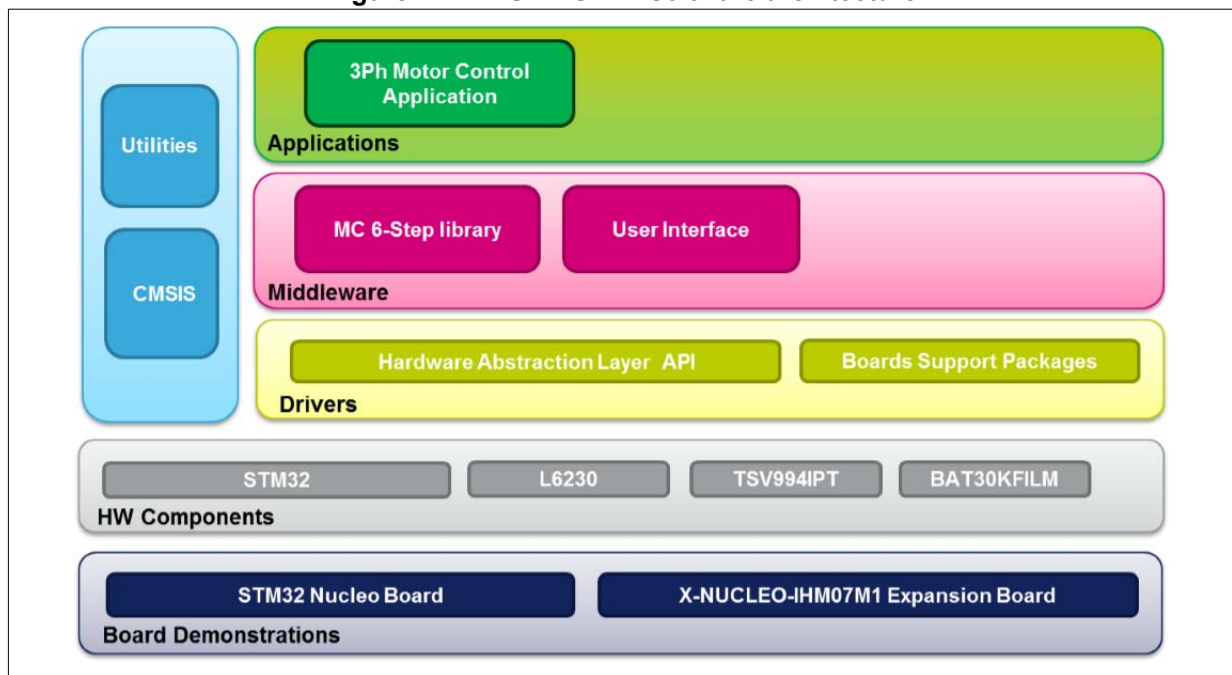 3Ph Motor Control
Application
Applications
Utilities
CMSIS
MC 6-Step library
User Interface
Middleware
Hardware Abstraction Layer API
Boards Support Packages
Drivers
STM32
L6230
TSV994IPT
BAT30KFILM
HW Components
STM32 Nucleo Board
X-NUCLEO-IHM07M1 Expansion Board
Board Demonstrations